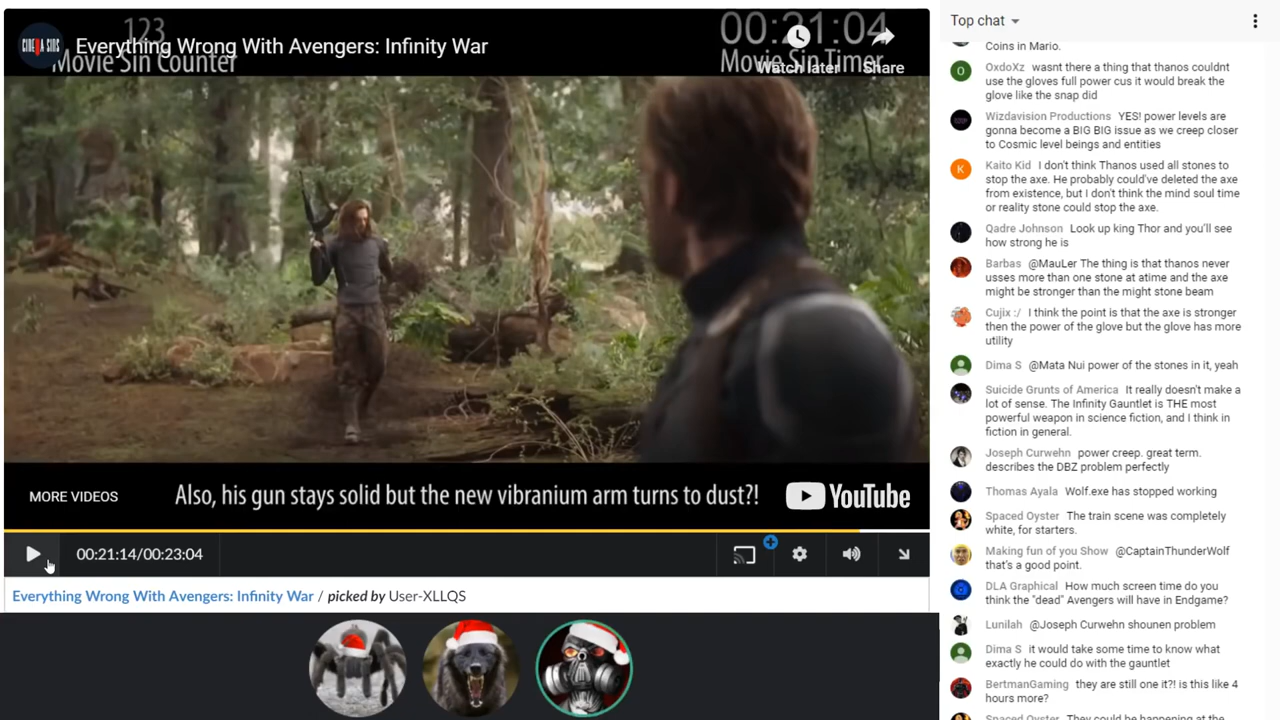 123
Movie Sin Counter
00:21:04
Movie Sin Timer
CINEMA SINS
Everything Wrong With Avengers: Infinity War
Watch later
Share
MORE VIDEOS
Also, his gun stays solid but the new vibranium arm turns to dust?!
YouTube
00:21:14/00:23:04
Everything Wrong With Avengers: Infinity War / picked by User-XLLQS
Top chat
Coins in Mario.
O
OxdoXz wasnt there a thing that thanos couldnt
use the gloves full power cus it would break the
glove like the snap did
Wizdavision Productions YES! power levels are
gonna become a BIG BIG issue as we creep closer
to Cosmic level beings and entities
K
Kaito Kid I don't think Thanos used all stones to
stop the axe. He probably could've deleted the axe
from existence, but I don't think the mind soul time
or reality stone could stop the axe.
Qadre Johnson Look up king Thor and you'll see
how strong he is
Barbas @MauLer The thing is that thanos never
usses more than one stone at atime and the axe
might be stronger than the might stone beam
Cujix :/ I think the point is that the axe is stronger
then the power of the glove but the glove has more
utility
Dima S @Mata Nui power of the stones in it, yeah
Suicide Grunts of America It really doesn't make a
lot of sense. The Infinity Gauntlet is THE most
powerful weapon in science fiction, and I think in
fiction in general.
Joseph Curwehn power creep. great term.
describes the DBZ problem perfectly
Thomas Ayala Wolf.exe has stopped working
Spaced Oyster The train scene was completely
white, for starters.
Making fun of you Show @CaptainThunderWolf
that's a good point.
DLA Graphical How much screen time do you
think the "dead" Avengers will have in Endgame?
Lunilah @Joseph Curwehn shounen problem
Dima S it would take some time to know what
exactly he could do with the gauntlet
BertmanGaming they are still one it?! is this like 4
hours more?
Spaced Oyster They could be happening at the